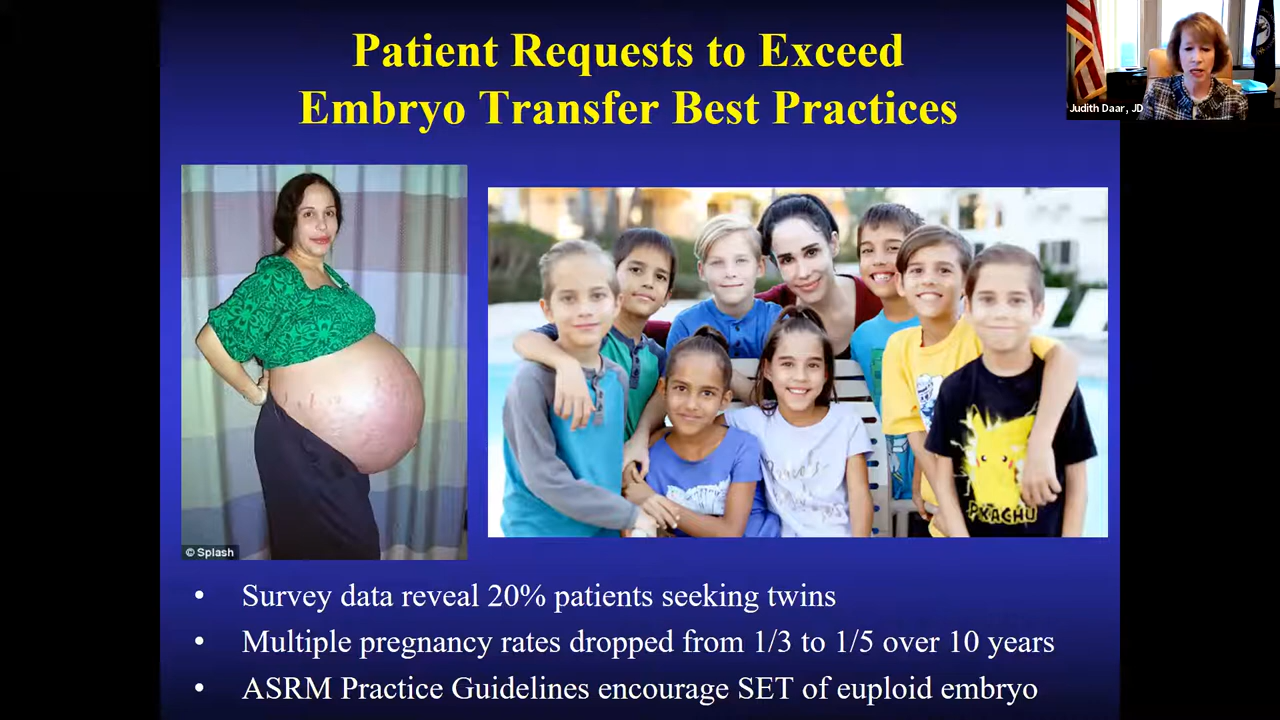 Patient Requests to Exceed
Embryo Transfer Best Practices
Judith Daar, JD
PIKACHU
© Splash
• Survey data reveal 20% patients seeking twins
• Multiple pregnancy rates dropped from 1/3 to 1/5 over 10 years
• ASRM Practice Guidelines encourage SET of euploid embryo